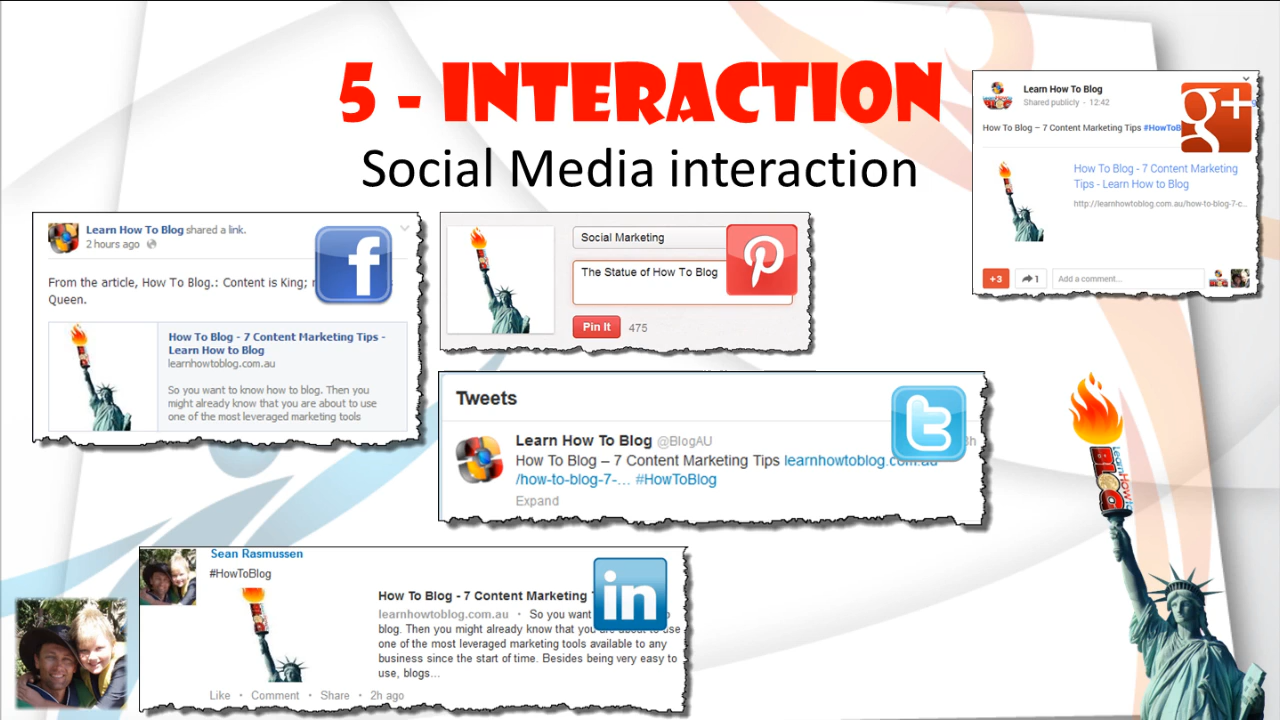 5 - INTERACTION
Social Media interaction
Learn How To Blog
Shared publicly - 12:42
How To Blog – 7 Content Marketing Tips #HowToB
g+
How To Blog - 7 Content Marketing
Tips - Learn How to Blog
http://learnhowtoblog.com.au/how-to-blog-7-c...
+3
1
Add a comment...
Learn How To Blog shared a link.
2 hours ago
f
From the article, How To Blog.: Content is King;
Queen.
How To Blog - 7 Content Marketing Tips -
Learn How to Blog
learnhowtoblog.com.au
So you want to know how to blog. Then you
might already know that you are about to use
one of the most leveraged marketing tools
Social Marketing
The Statue of How To Blog
Pin It 475
Tweets
Learn How To Blog @BlogAU
How To Blog – 7 Content Marketing Tips learnhowtoblog.com.au
/how-to-blog-7-... #HowToBlog
Expand
Sean Rasmussen
#HowToBlog
How To Blog - 7 Content Marketing
in
learnhowtoblog.com.au · So you want
blog. Then you might already know that you are about to use
one of the most leveraged marketing tools available to any
business since the start of time. Besides being very easy to
use, blogs...
Like · Comment · Share · 2h ago
Learn How to